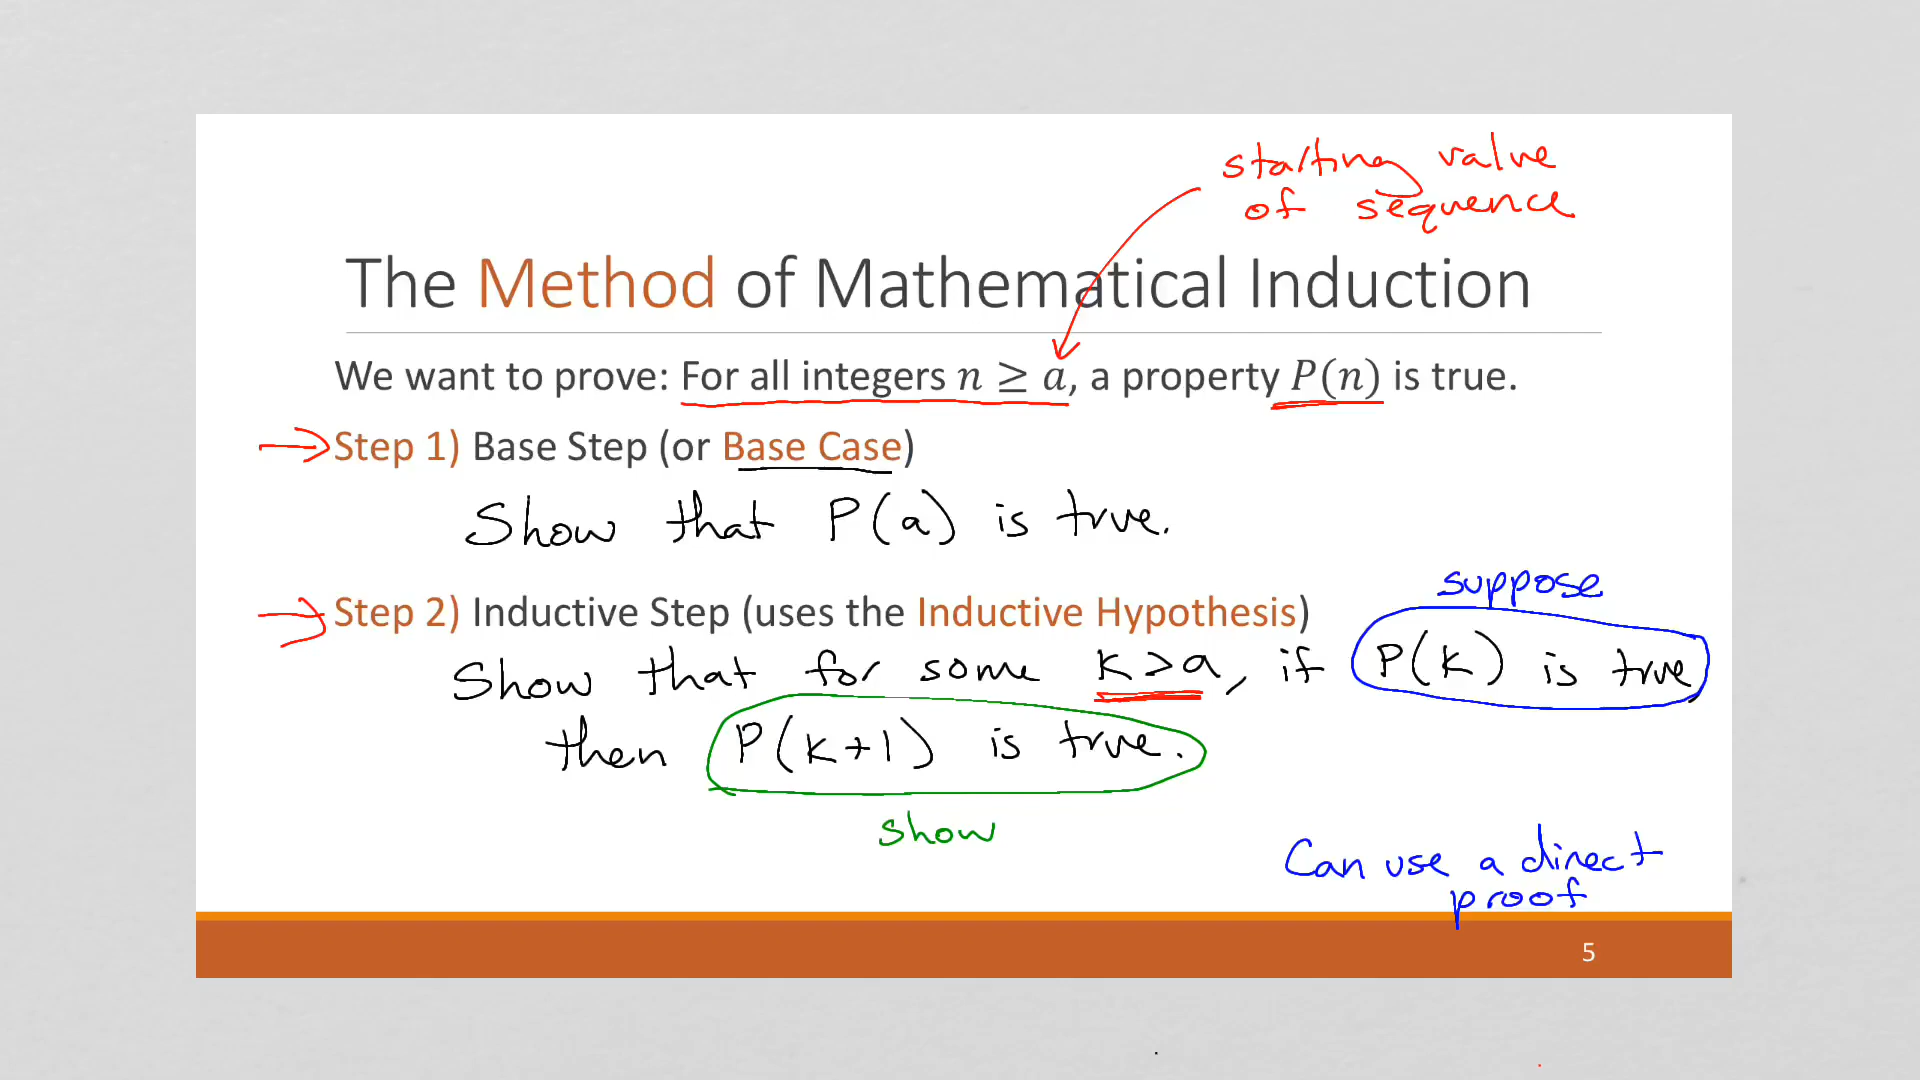 starting value
of sequence
The Method of Mathematical Induction
We want to prove: For all integers n ≥ a, a property P(n) is true.
Step 1) Base Step (or Base Case)
Show that P(a) is true.
suppose
Step 2) Inductive Step (uses the Inductive Hypothesis)
Show that for some k>a, if P(k) is true,
then P(k+1) is true.
show
Can use a direct
proof
5